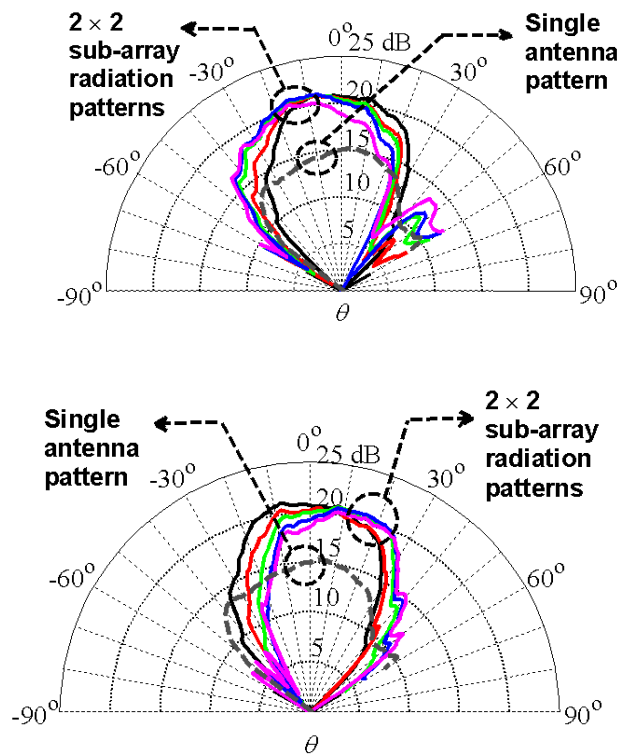 2 × 2
sub-array
radiation
patterns
Single
antenna
pattern
0° 25 dB
-30°
30°
20
15
-60°
60°
10
5
-90°
90°
θ
Single
antenna
pattern
2 × 2
sub-array
radiation
patterns
0°
25 dB
-30°
30°
20
15
-60°
60°
10
5
-90°
90°
θ